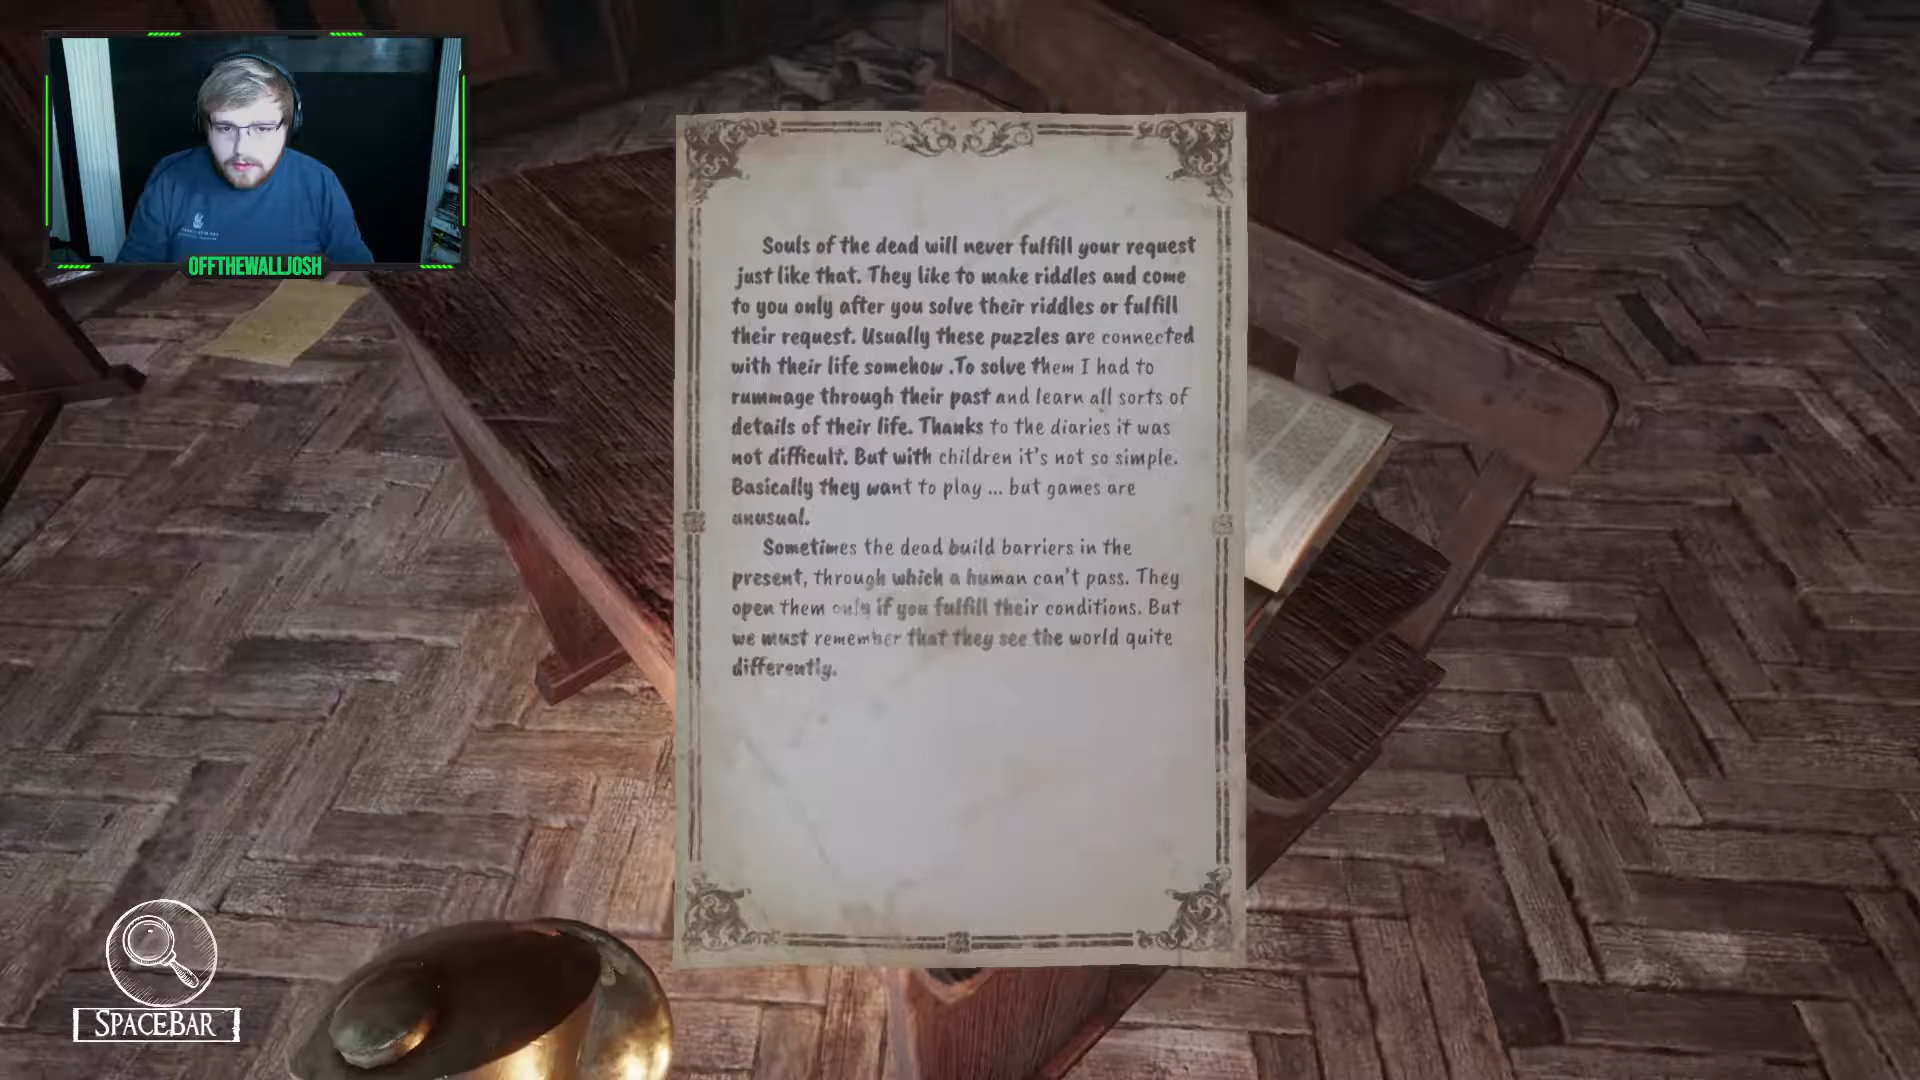 OFFTHEWALLJOSH
Souls of the dead will never fulfill your request
just like that. They like to make riddles and come
to you only after you solve their riddles or fulfill
their request. Usually these puzzles are connected
with their life somehow .To solve them I had to
rummage through their past and learn all sorts of
details of their life. Thanks to the diaries it was
not difficult. But with children it's not so simple.
Basically they want to play ... but games are
unusual.
Sometimes the dead build barriers in the
present, through which a human can't pass. They
open them only if you fulfill their conditions. But
we must remember that they see the world quite
differently.
SPACEBAR